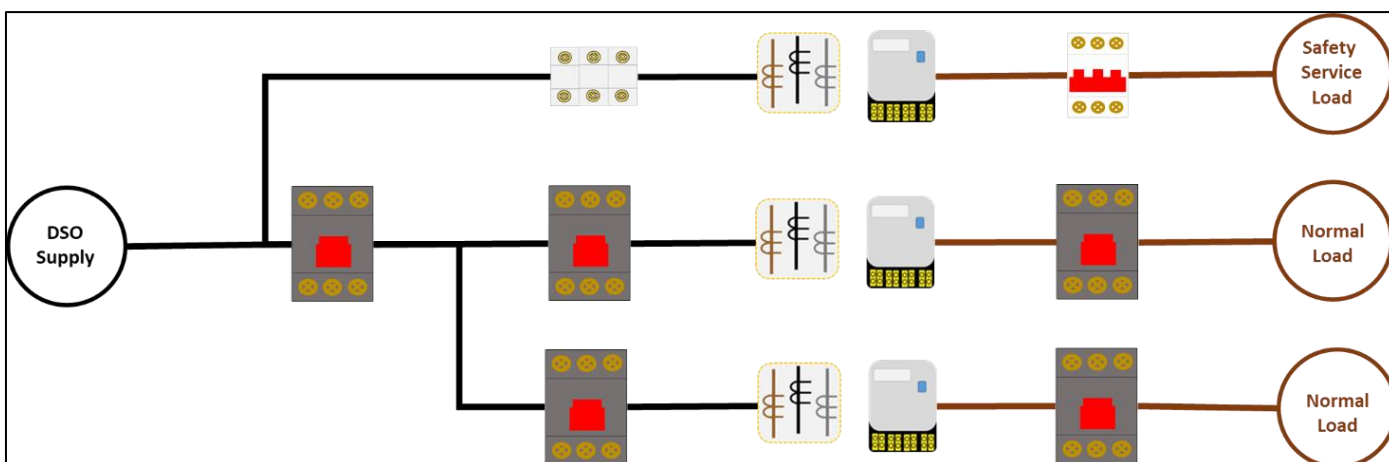 Safety
Service
Load
DSO
Supply
Normal
Load
Normal
Load